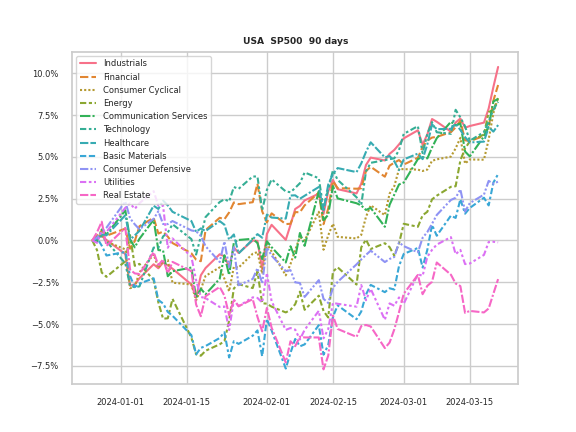 USA  SP500  90 days
Industrials
Financial
Consumer Cyclical
Energy
Communication Services
Technology
Healthcare
Basic Materials
Consumer Defensive
Utilities
Real Estate
10.0%
7.5%
5.0%
2.5%
0.0%
−2.5%
−5.0%
−7.5%
2024-01-01
2024-01-15
2024-02-01
2024-02-15
2024-03-01
2024-03-15